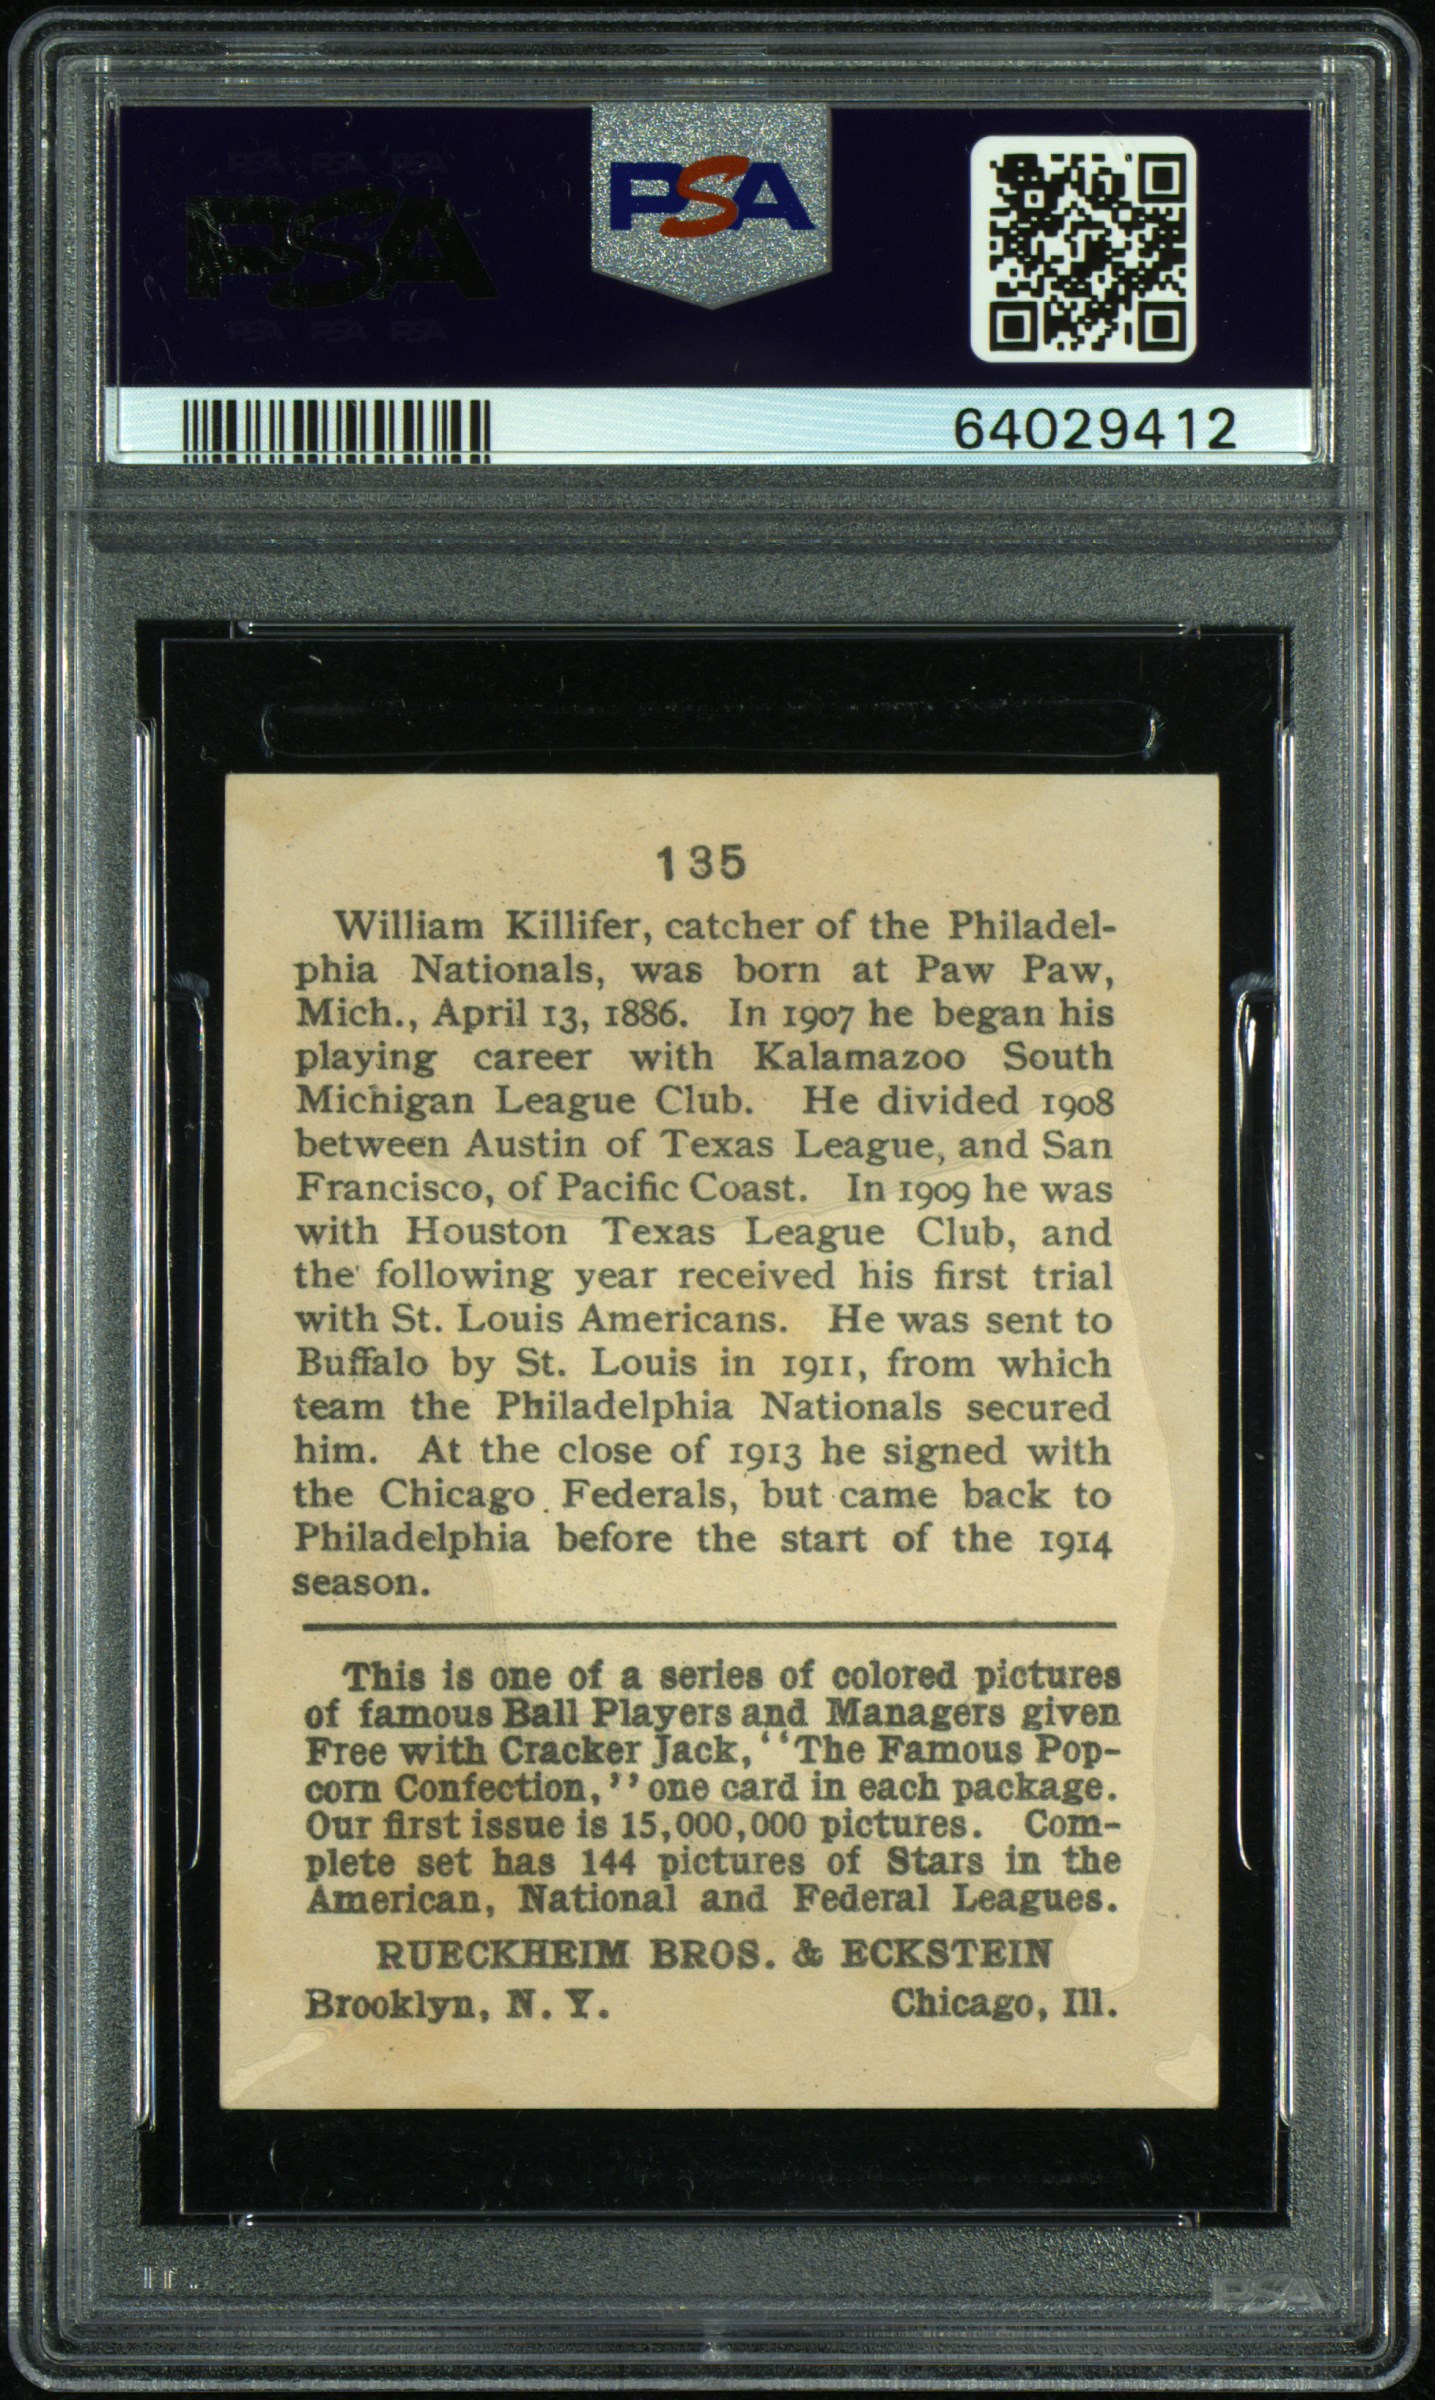 PSA PSA PSA
PSA
PSA PSA PSA
PSA
64029412
135
William Killifer, catcher of the Philadel-
phia Nationals, was born at Paw Paw,
Mich., April 13, 1886. In 1907 he began his
playing career with Kalamazoo South
Michigan League Club. He divided 1908
between Austin of Texas League, and San
Francisco, of Pacific Coast. In 1909 he was
with Houston Texas League Club, and
the following year received his first trial
with St. Louis Americans. He was sent to
Buffalo by St. Louis in 1911, from which
team the Philadelphia Nationals secured
him. At the close of 1913 he signed with
the Chicago Federals, but came back to
Philadelphia before the start of the 1914
season.
This is one of a series of colored pictures
of famous Ball Players and Managers given
Free with Cracker Jack, "The Famous Pop-
corn Confection," one card in each package.
Our first issue is 15,000,000 pictures. Com-
plete set has 144 pictures of Stars in the
American, National and Federal Leagues.
RUECKHEIM BROS. & ECKSTEIN
Brooklyn, N. Y. Chicago, Ill.
PSA